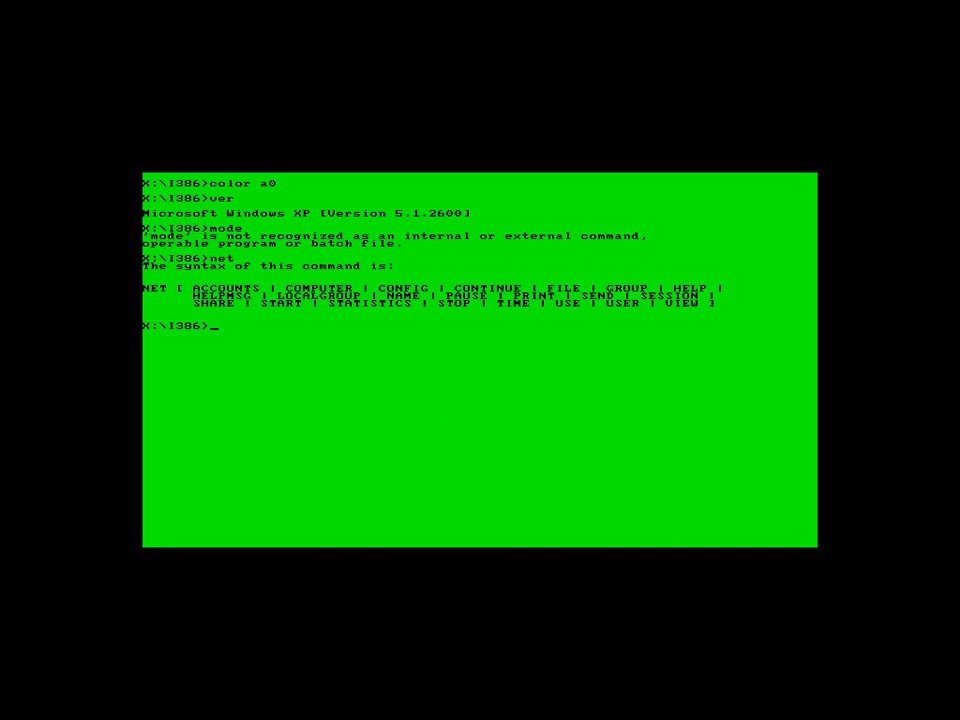 X:\I386>color a0
X:\I386>ver
Microsoft Windows XP [Version 5.1.2600]
X:\I386>mode
'mode' is not recognized as an internal or external command,
operable program or batch file.
X:\I386>net
The syntax of this command is:
NET [ ACCOUNTS | COMPUTER | CONFIG | CONTINUE | FILE | GROUP | HELP |
HELPMSG | LOCALGROUP | NAME | PAUSE | PRINT | SEND | SESSION |
SHARE | START | STATISTICS | STOP | TIME | USE | USER | VIEW ]
X:\I386>_